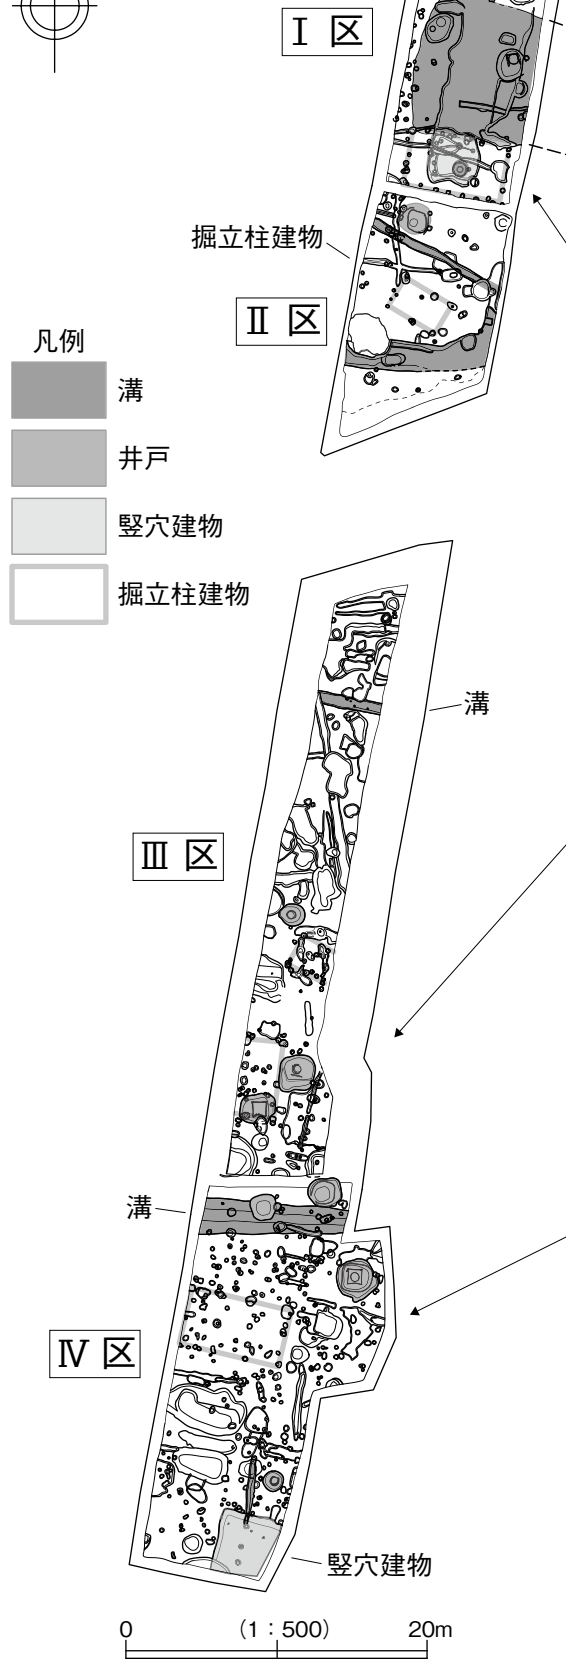 Ⅰ 区
掘立柱建物
Ⅱ 区
凡例
溝
井戸
竪穴建物
掘立柱建物
溝
Ⅲ 区
溝
Ⅳ 区
竪穴建物
0 (1：500) 20m